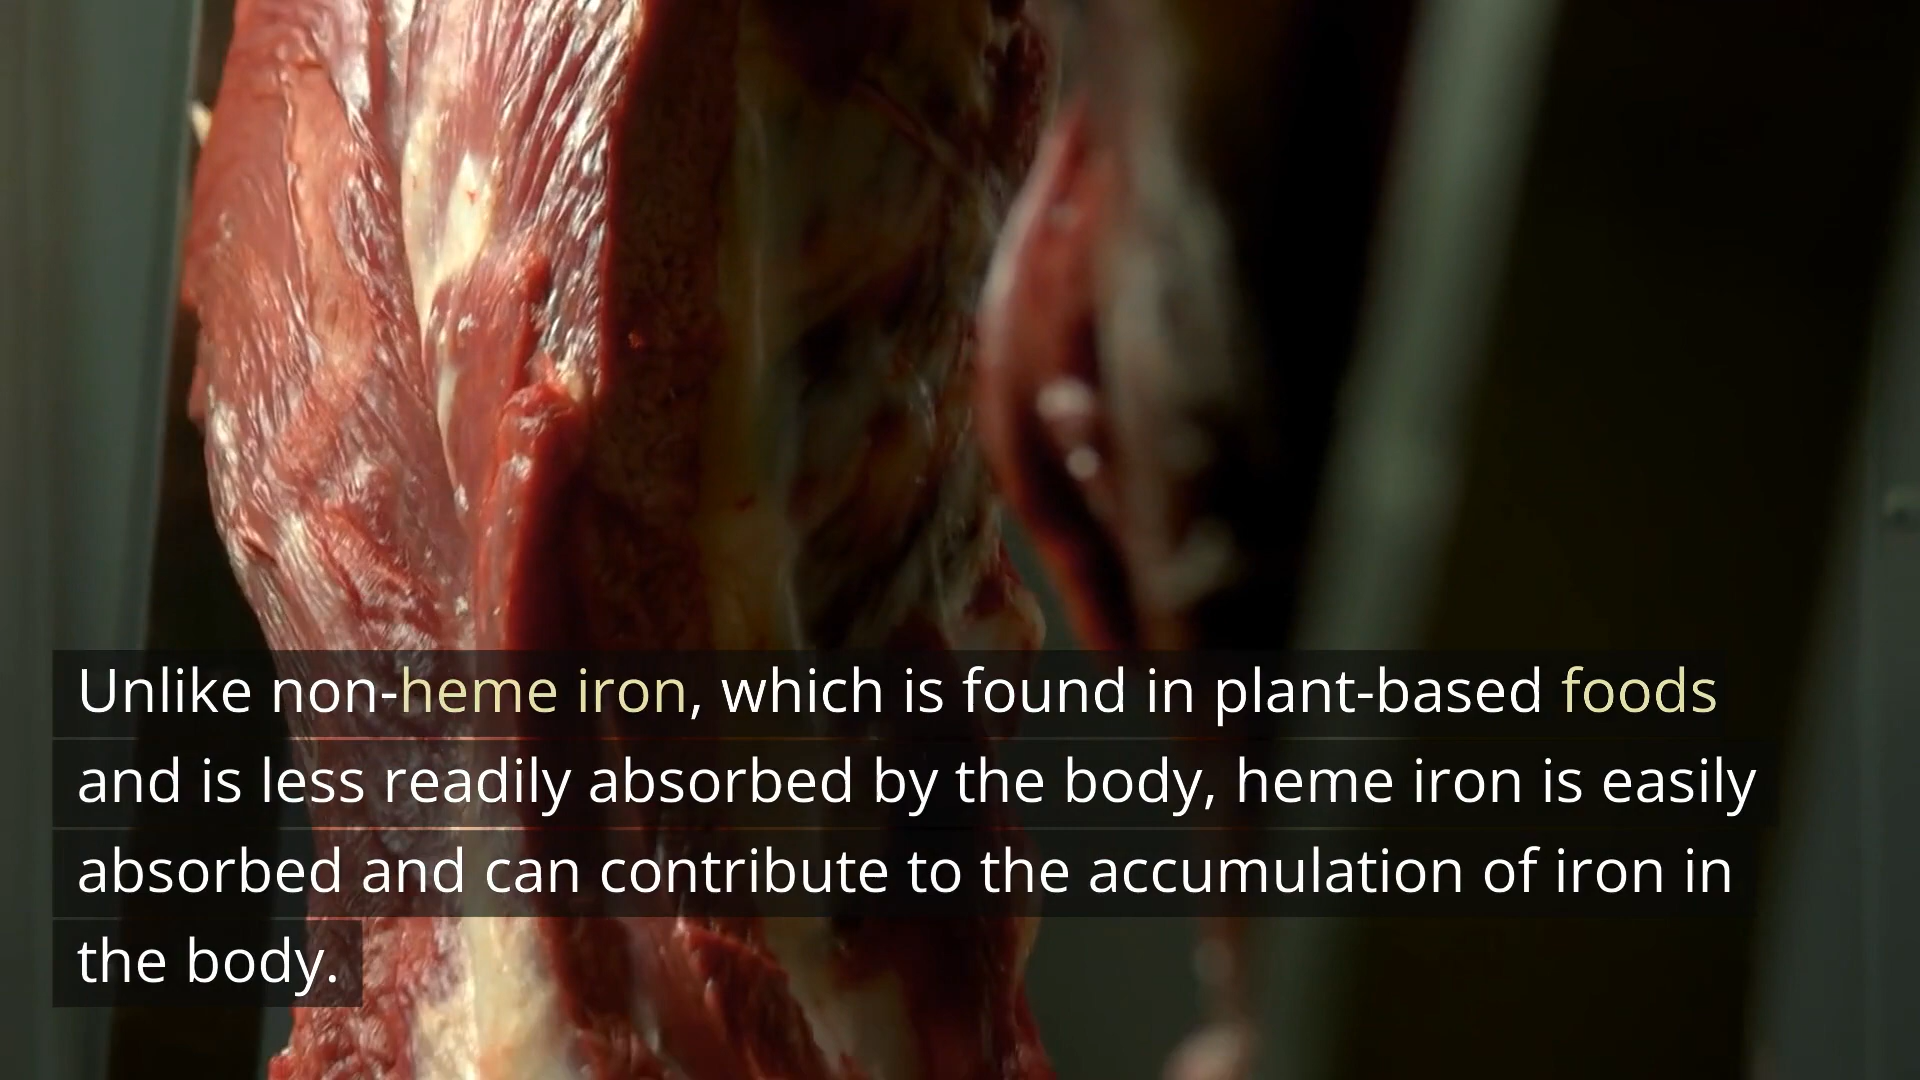 Unlike non-heme iron, which is found in plant-based foods
and is less readily absorbed by the body, heme iron is easily
absorbed and can contribute to the accumulation of iron in
the body.